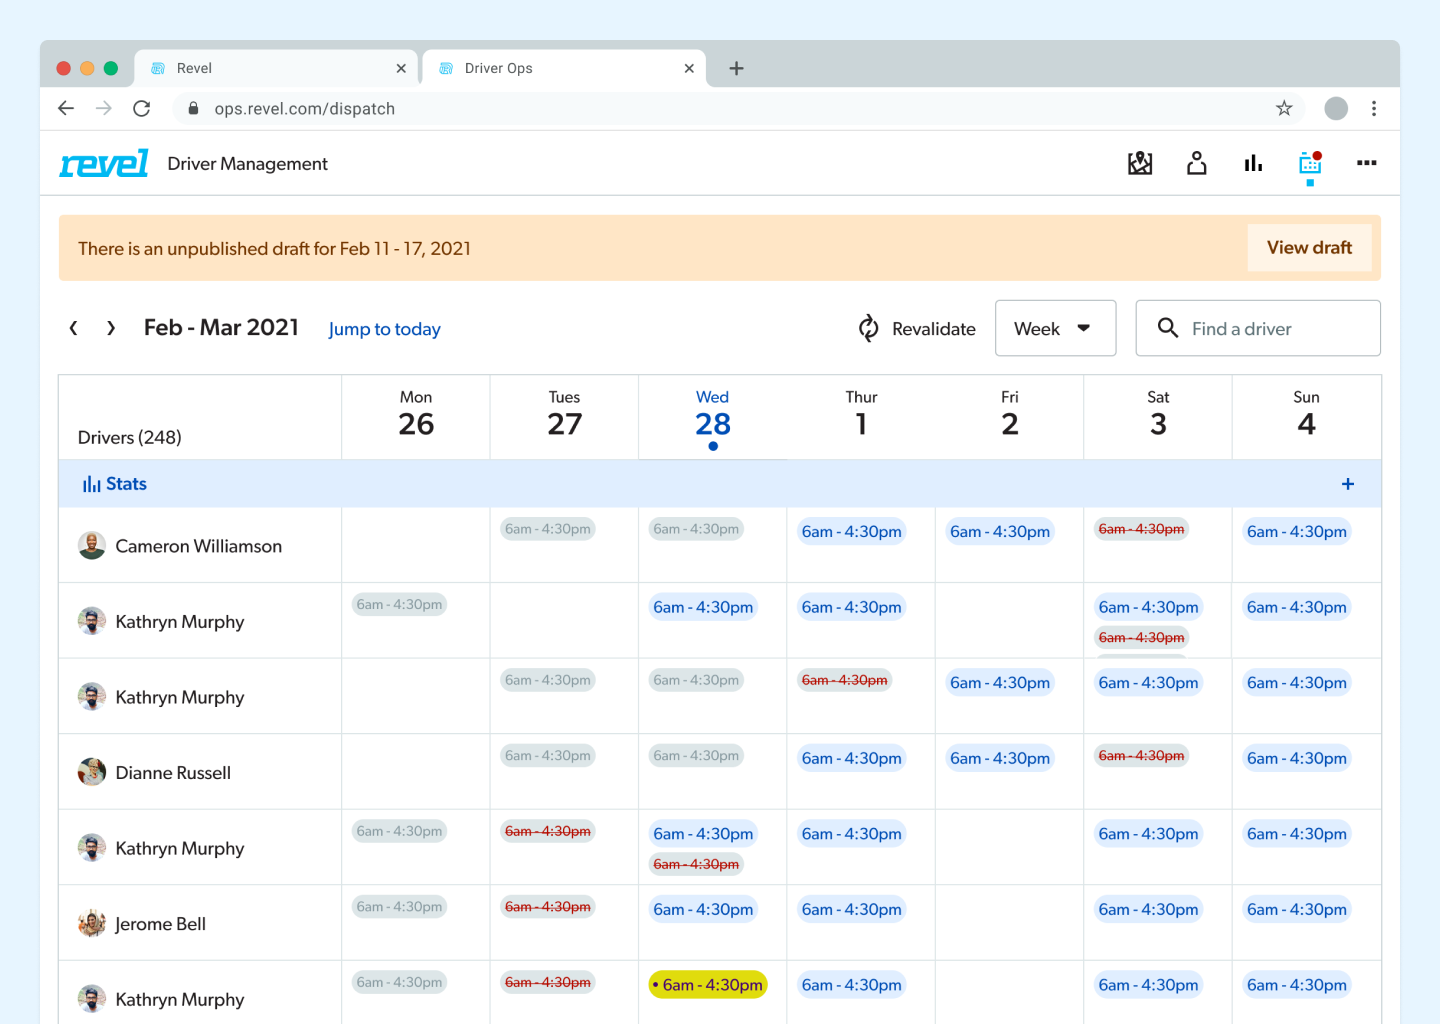 Revel
Driver Ops
ops.revel.com/dispatch
revel Driver Management
There is an unpublished draft for Feb 11 - 17, 2021 View draft
Feb - Mar 2021 Jump to today Revalidate Week Find a driver
Drivers (248)
Mon 26
Tues 27
Wed 28
Thur 1
Fri 2
Sat 3
Sun 4
Stats +
Cameron Williamson 6am - 4:30pm 6am - 4:30pm 6am - 4:30pm 6am - 4:30pm 6am - 4:30pm 6am - 4:30pm
Kathryn Murphy 6am - 4:30pm 6am - 4:30pm 6am - 4:30pm 6am - 4:30pm 6am - 4:30pm
6am - 4:30pm
Kathryn Murphy 6am - 4:30pm 6am - 4:30pm 6am - 4:30pm 6am - 4:30pm 6am - 4:30pm 6am - 4:30pm
Dianne Russell 6am - 4:30pm 6am - 4:30pm 6am - 4:30pm 6am - 4:30pm 6am - 4:30pm 6am - 4:30pm
Kathryn Murphy 6am - 4:30pm 6am - 4:30pm 6am - 4:30pm 6am - 4:30pm 6am - 4:30pm 6am - 4:30pm
6am - 4:30pm
Jerome Bell 6am - 4:30pm 6am - 4:30pm 6am - 4:30pm 6am - 4:30pm 6am - 4:30pm 6am - 4:30pm
Kathryn Murphy 6am - 4:30pm 6am - 4:30pm • 6am - 4:30pm 6am - 4:30pm 6am - 4:30pm 6am - 4:30pm